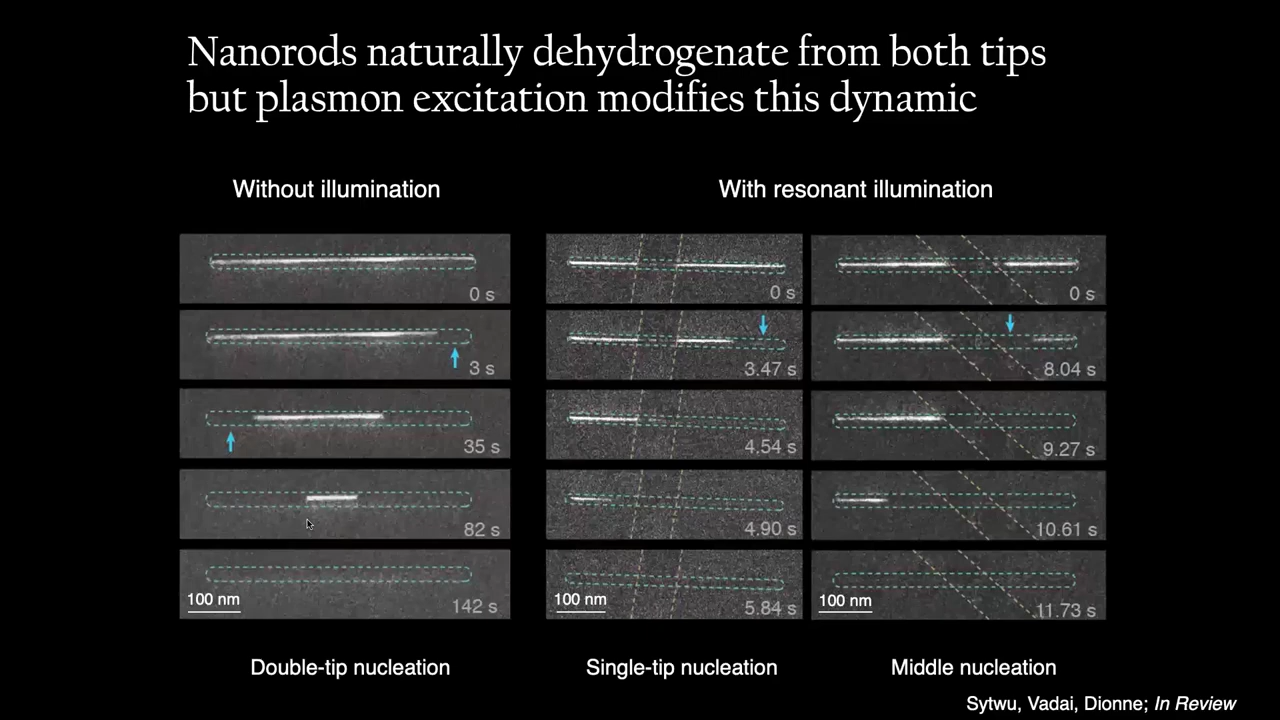 Nanorods naturally dehydrogenate from both tips
but plasmon excitation modifies this dynamic
Without illumination
With resonant illumination
0 s
3 s
35 s
82 s
100 nm
142 s
0 s
3.47 s
4.54 s
4.90 s
100 nm
5.84 s
0 s
8.04 s
9.27 s
10.61 s
100 nm
11.73 s
Double-tip nucleation
Single-tip nucleation
Middle nucleation
Sytwu, Vadai, Dionne; In Review